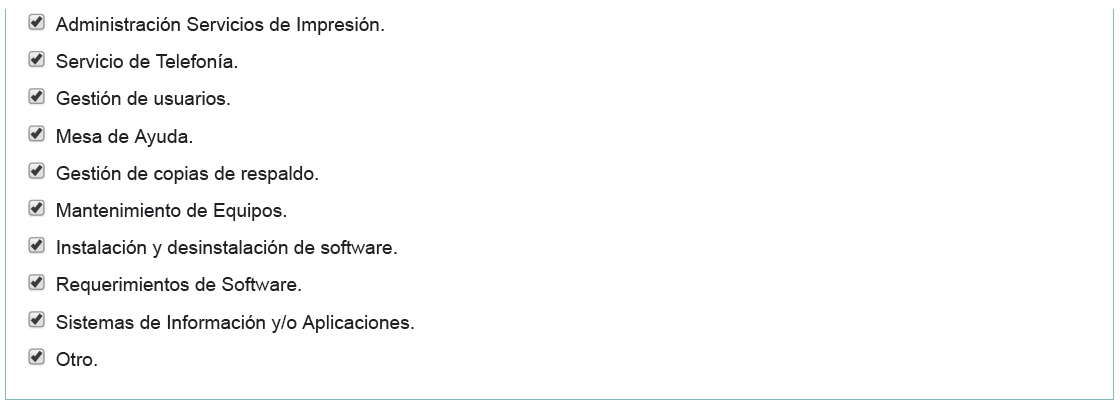 Administración Servicios de Impresión.
Servicio de Telefonía.
Gestión de usuarios.
Mesa de Ayuda.
Gestión de copias de respaldo.
Mantenimiento de Equipos.
Instalación y desinstalación de software.
Requerimientos de Software.
Sistemas de Información y/o Aplicaciones.
Otro.